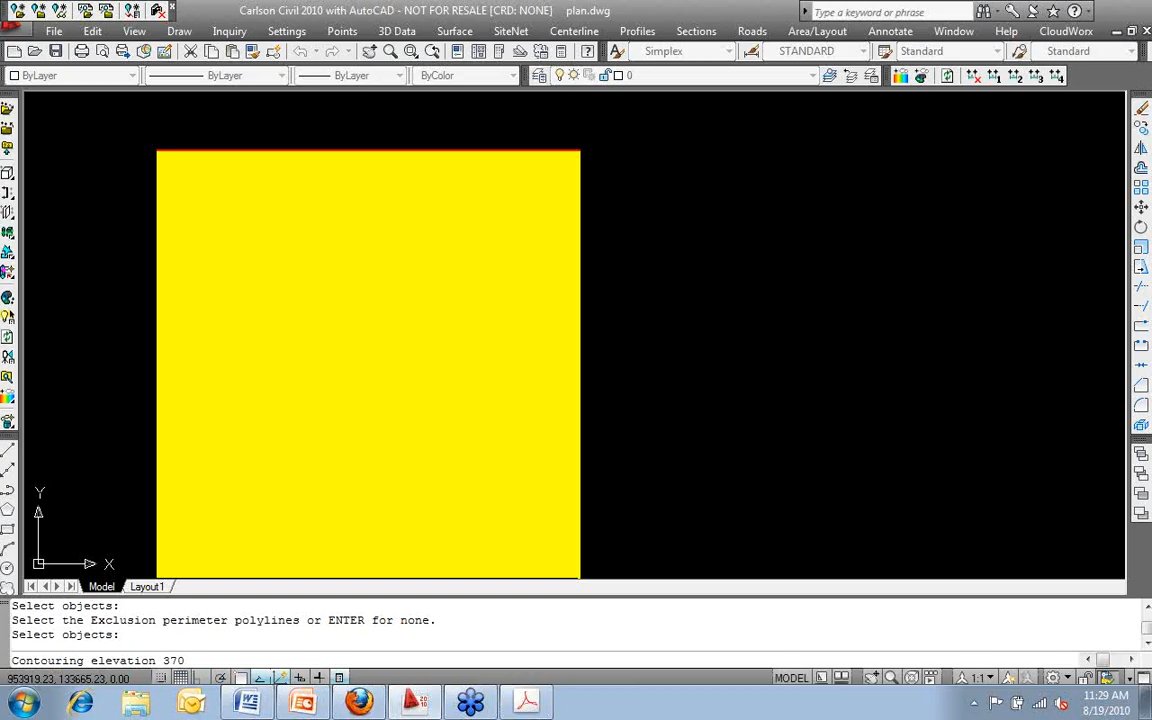 Carlson Civil 2010 with AutoCAD - NOT FOR RESALE [CRD: NONE] plan.dwg
Type a keyword or phrase
File Edit View Draw Inquiry Settings Points 3D Data Surface SiteNet Centerline Profiles Sections Roads Area/Layout Annotate Window Help CloudWorx
Simplex STANDARD Standard Standard
ByLayer ByLayer ByLayer ByColor 0
Y
X
Model Layout1
Select objects:
Select the Exclusion perimeter polylines or ENTER for none.
Select objects:
Contouring elevation 370
953919.23, 133665.23, 0.00 MODEL 1:1
11:29 AM
8/19/2010